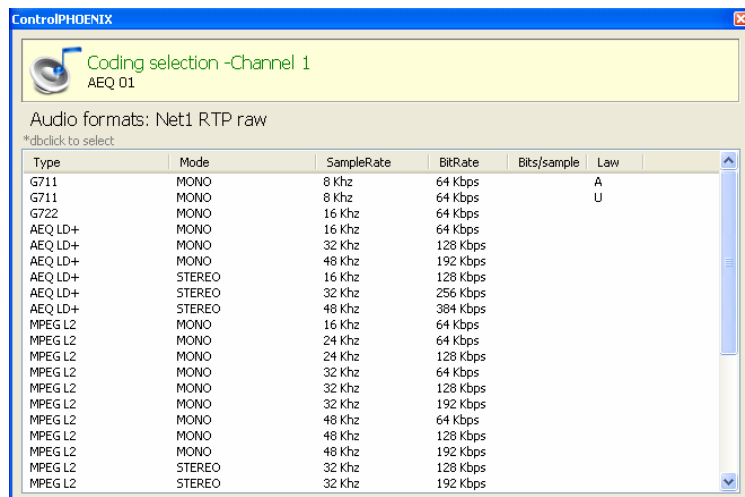 ControlPHOENIX
Coding selection -Channel 1
AEQ 01
Audio formats: Net1 RTP raw
*dbclick to select
Type Mode SampleRate BitRate Bits/sample Law
G711 MONO 8 Khz 64 Kbps A
G711 MONO 8 Khz 64 Kbps U
G722 MONO 16 Khz 64 Kbps
AEQ LD+ MONO 16 Khz 64 Kbps
AEQ LD+ MONO 32 Khz 128 Kbps
AEQ LD+ MONO 48 Khz 192 Kbps
AEQ LD+ STEREO 16 Khz 128 Kbps
AEQ LD+ STEREO 32 Khz 256 Kbps
AEQ LD+ STEREO 48 Khz 384 Kbps
MPEG L2 MONO 16 Khz 64 Kbps
MPEG L2 MONO 24 Khz 64 Kbps
MPEG L2 MONO 24 Khz 128 Kbps
MPEG L2 MONO 32 Khz 64 Kbps
MPEG L2 MONO 32 Khz 128 Kbps
MPEG L2 MONO 32 Khz 192 Kbps
MPEG L2 MONO 48 Khz 64 Kbps
MPEG L2 MONO 48 Khz 128 Kbps
MPEG L2 MONO 48 Khz 192 Kbps
MPEG L2 STEREO 32 Khz 128 Kbps
MPEG L2 STEREO 32 Khz 192 Kbps